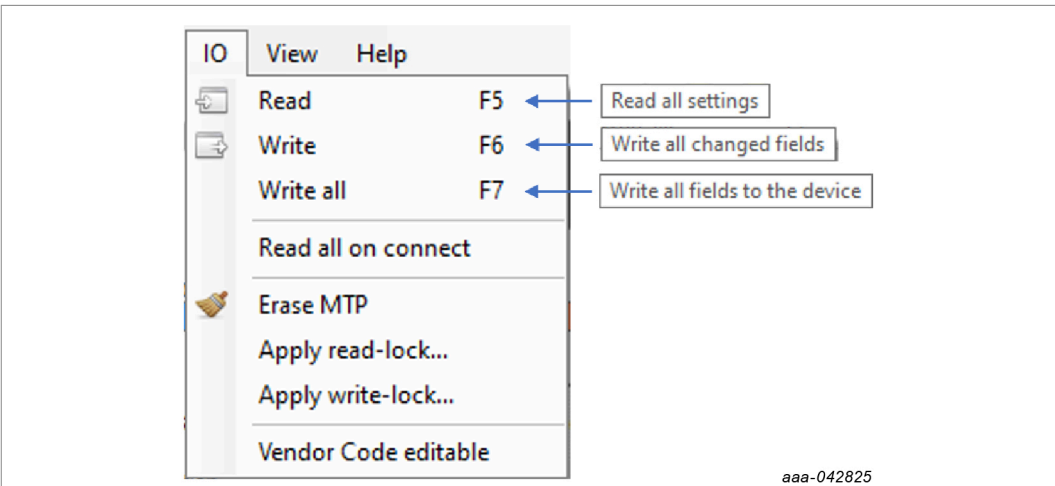 IO View Help
Read F5 Read all settings
Write F6 Write all changed fields
Write all F7 Write all fields to the device
Read all on connect
Erase MTP
Apply read-lock...
Apply write-lock...
Vendor Code editable
aaa-042825